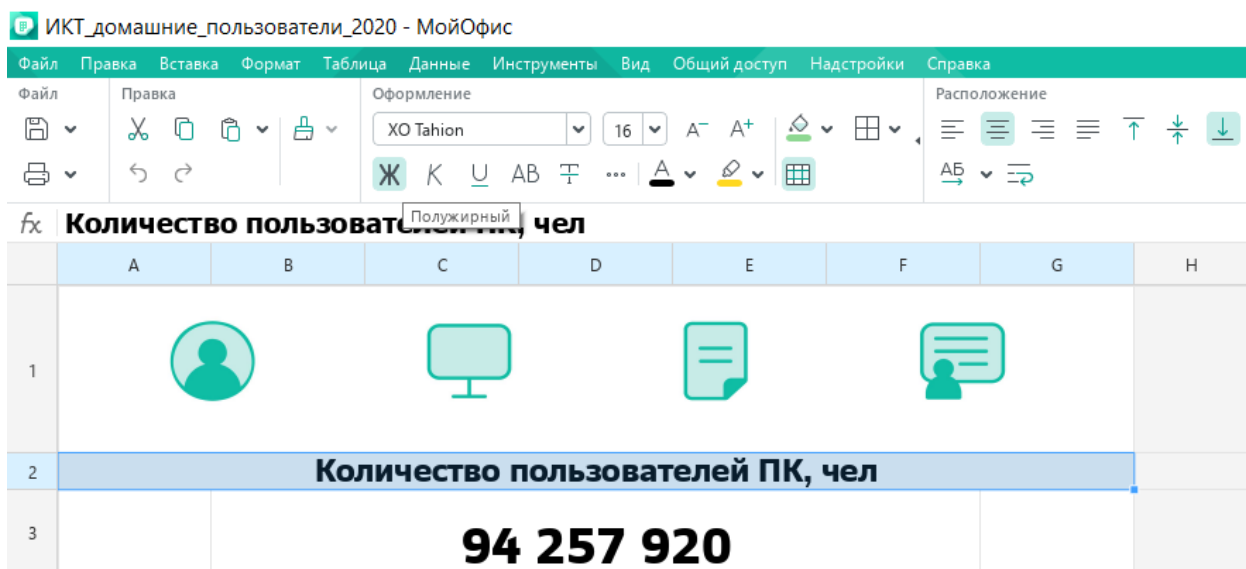 ИКТ_домашние_пользователи_2020 - МойОфис
Файл Правка Вставка Формат Таблица Данные Инструменты Вид Общий доступ Надстройки Справка
Файл Правка Оформление Расположение
XO Tahion 16 A− A+
Ж К Ч АВ Т ... А АБ
Полужирный
fx Количество пользователей ПК, чел
A B C D E F G H
1
2 Количество пользователей ПК, чел
3 94 257 920